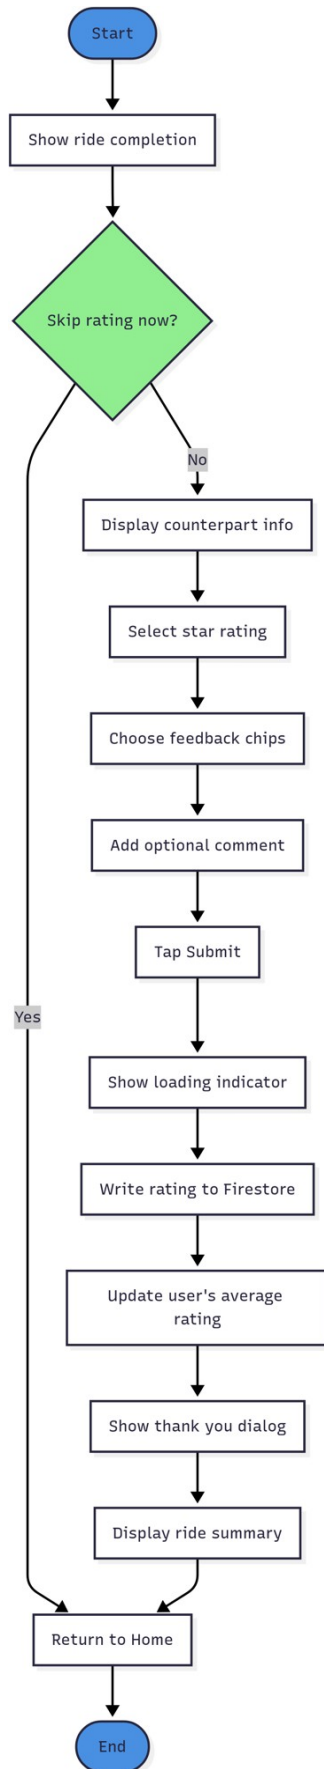 Start
Show ride completion
Skip rating now?
No
Display counterpart info
Select star rating
Choose feedback chips
Add optional comment
Tap Submit
Yes
Show loading indicator
Write rating to Firestore
Update user's average
rating
Show thank you dialog
Display ride summary
Return to Home
End